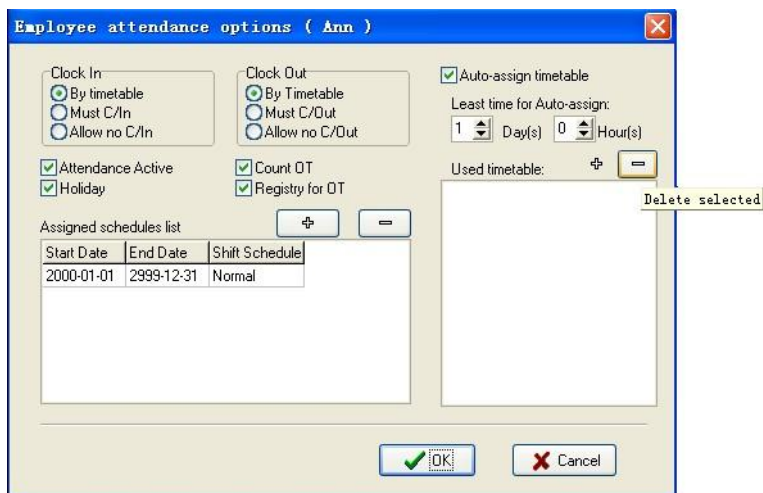 Employee attendance options ( Ann )
Clock In
By timetable
Must C/In
Allow no C/In
Clock Out
By Timetable
Must C/Out
Allow no C/Out
Auto-assign timetable
Least time for Auto-assign:
1 Day(s) 0 Hour(s)
Attendance Active
Holiday
Count OT
Registry for OT
Used timetable:
Delete selected
Assigned schedules list
Start Date End Date Shift Schedule
2000-01-01 2999-12-31 Normal
OK
Cancel